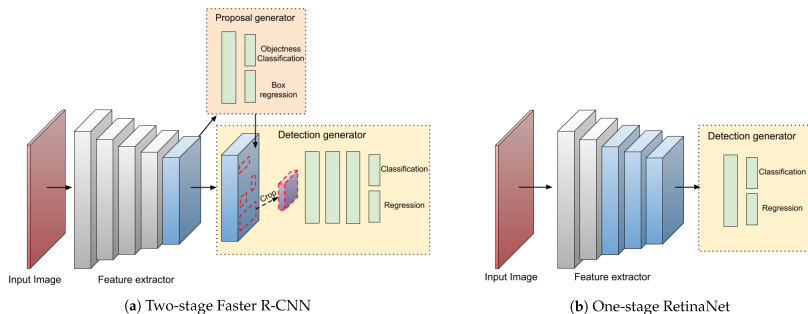 Proposal generator
Objectness
Classification
Box
regression
Detection generator
Crop
Classification
Regression
Input Image
Feature extractor
(a) Two-stage Faster R-CNN
Detection generator
Classification
Regression
Input Image
Feature extractor
(b) One-stage RetinaNet